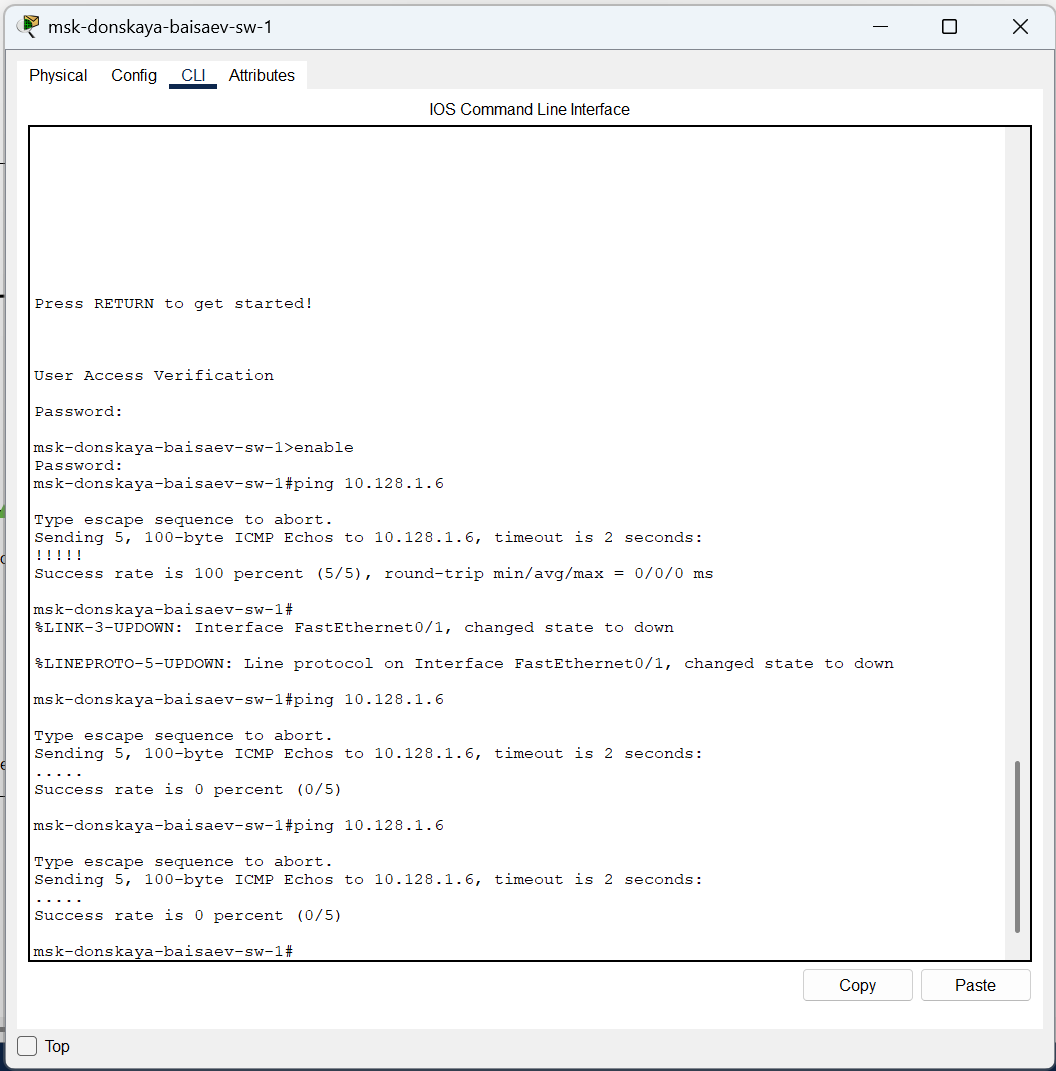 msk-donskaya-baisaev-sw-1
Physical Config CLI Attributes
IOS Command Line Interface
Press RETURN to get started!
User Access Verification
Password:
msk-donskaya-baisaev-sw-1>enable
Password:
msk-donskaya-baisaev-sw-1#ping 10.128.1.6
Type escape sequence to abort.
Sending 5, 100-byte ICMP Echos to 10.128.1.6, timeout is 2 seconds:
!!!!!
Success rate is 100 percent (5/5), round-trip min/avg/max = 0/0/0 ms
msk-donskaya-baisaev-sw-1#
%LINK-3-UPDOWN: Interface FastEthernet0/1, changed state to down
%LINEPROTO-5-UPDOWN: Line protocol on Interface FastEthernet0/1, changed state to down
msk-donskaya-baisaev-sw-1#ping 10.128.1.6
Type escape sequence to abort.
Sending 5, 100-byte ICMP Echos to 10.128.1.6, timeout is 2 seconds:
.....
Success rate is 0 percent (0/5)
msk-donskaya-baisaev-sw-1#ping 10.128.1.6
Type escape sequence to abort.
Sending 5, 100-byte ICMP Echos to 10.128.1.6, timeout is 2 seconds:
.....
Success rate is 0 percent (0/5)
msk-donskaya-baisaev-sw-1#
Copy Paste
Top